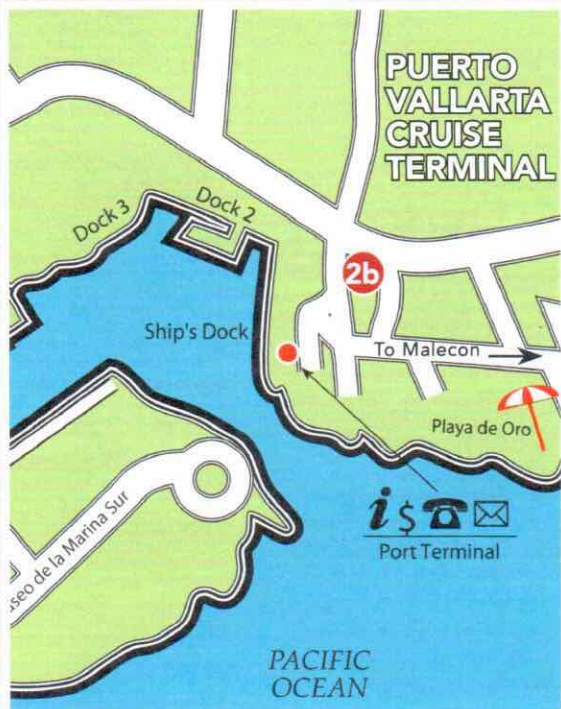 PUERTO
VALLARTA
CRUISE
TERMINAL
Dock 3
Dock 2
2b
Ship's Dock
To Malecon
Playa de Oro
i $
Port Terminal
de la Marina Sur
PACIFIC
OCEAN